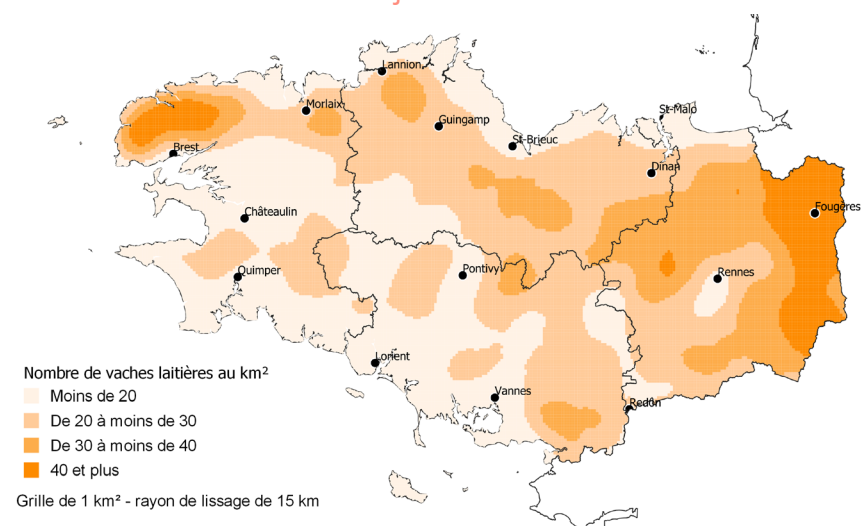 Lannion
St-Malo
Morlaix
Guingamp
St-Brieuc
Brest
Dinan
Châteaulin
Fougères
Quimper
Pontivy
Rennes
Lorient
Vannes
Redon
Nombre de vaches laitières au km²
Moins de 20
De 20 à moins de 30
De 30 à moins de 40
40 et plus
Grille de 1 km² - rayon de lissage de 15 km